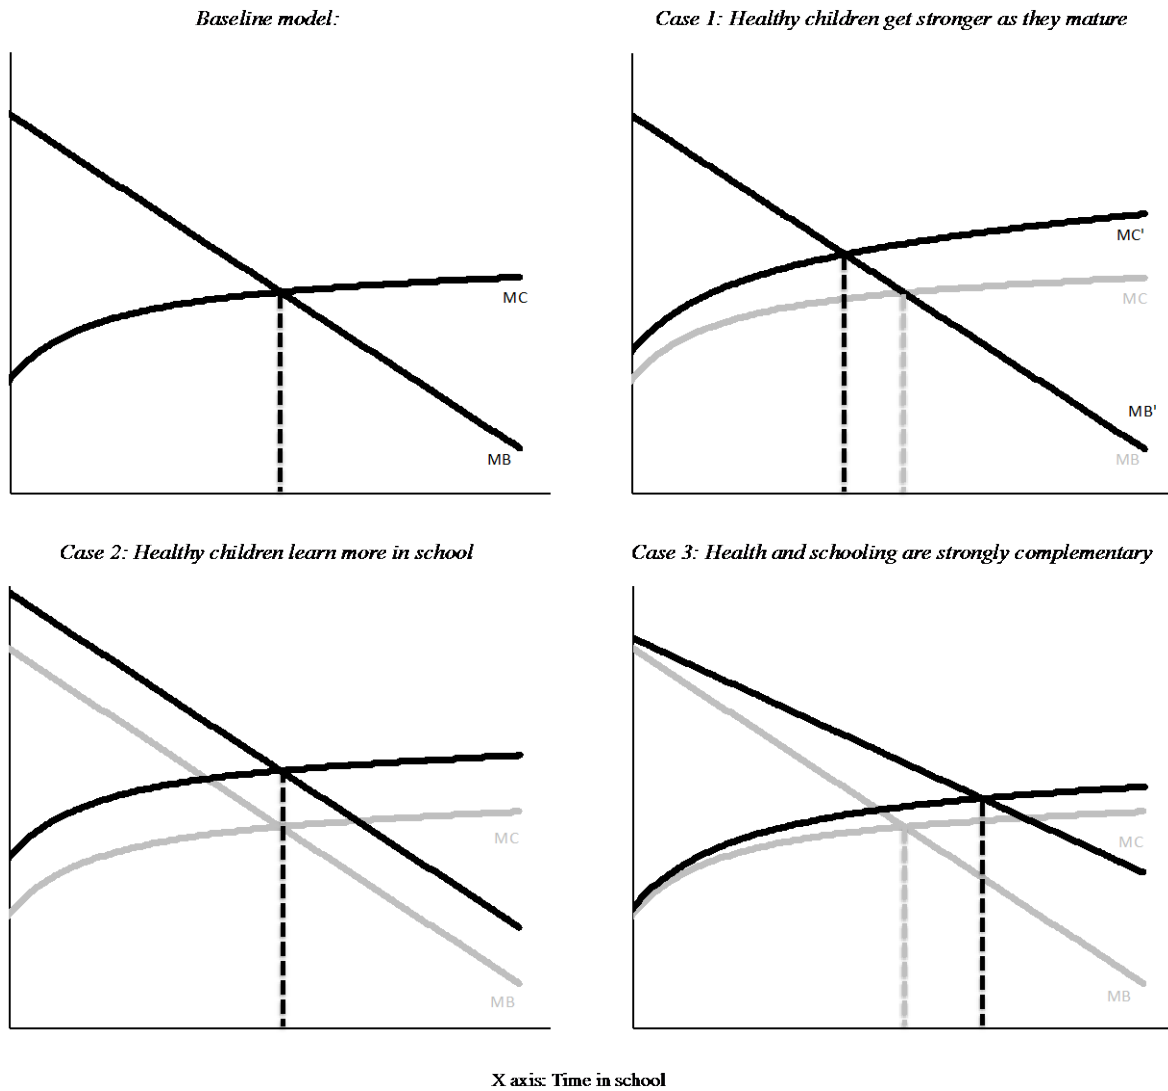 Baseline model:
Case 1: Healthy children get stronger as they mature
MC
MB
MC'
MC
MB'
MB
Case 2: Healthy children learn more in school
Case 3: Health and schooling are strongly complementary
MC
MB
MC
MB
X axis: Time in school